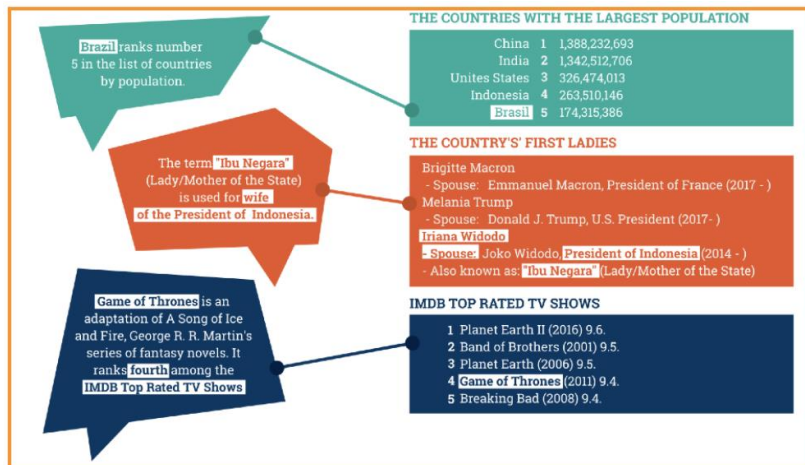 Brazil ranks number
5 in the list of countries
by population.
THE COUNTRIES WITH THE LARGEST POPULATION
China 1 1,388,232,693
India 2 1,342,512,706
Unites States 3 326,474,013
Indonesia 4 263,510,146
Brasil 5 174,315,386
The term "Ibu Negara"
(Lady/Mother of the State)
is used for wife
of the President of Indonesia.
THE COUNTRY'S' FIRST LADIES
Brigitte Macron
- Spouse: Emmanuel Macron, President of France (2017 - )
Melania Trump
- Spouse: Donald J. Trump, U.S. President (2017- )
Iriana Widodo
- Spouse: Joko Widodo, President of Indonesia (2014 - )
- Also known as: "Ibu Negara" (Lady/Mother of the State)
Game of Thrones is an
adaptation of A Song of Ice
and Fire, George R. R. Martin's
series of fantasy novels. It
ranks fourth among the
IMDB Top Rated TV Shows
IMDB TOP RATED TV SHOWS
1 Planet Earth II (2016) 9.6.
2 Band of Brothers (2001) 9.5.
3 Planet Earth (2006) 9.5.
4 Game of Thrones (2011) 9.4.
5 Breaking Bad (2008) 9.4.